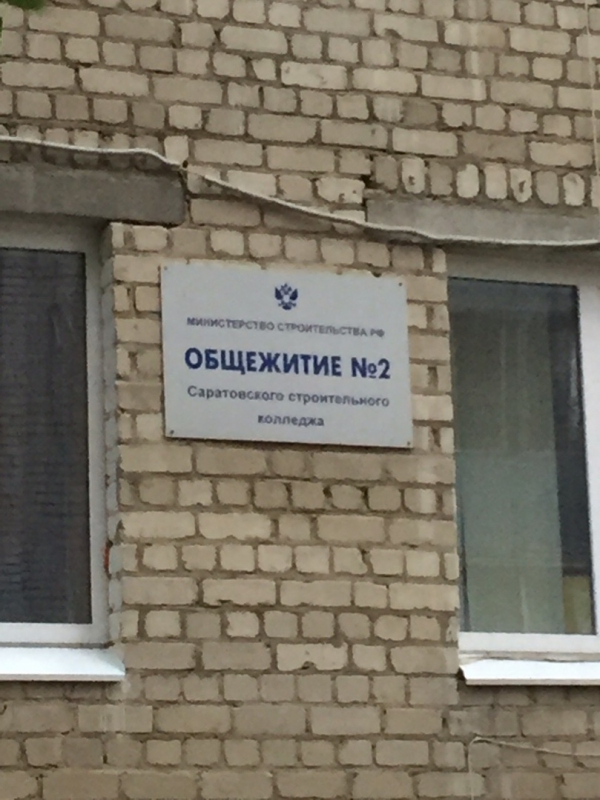 МИНИСТЕРСТВО СТРОИТЕЛЬСТВА РФ
ОБЩЕЖИТИЕ №2
Саратовского строительного
колледжа